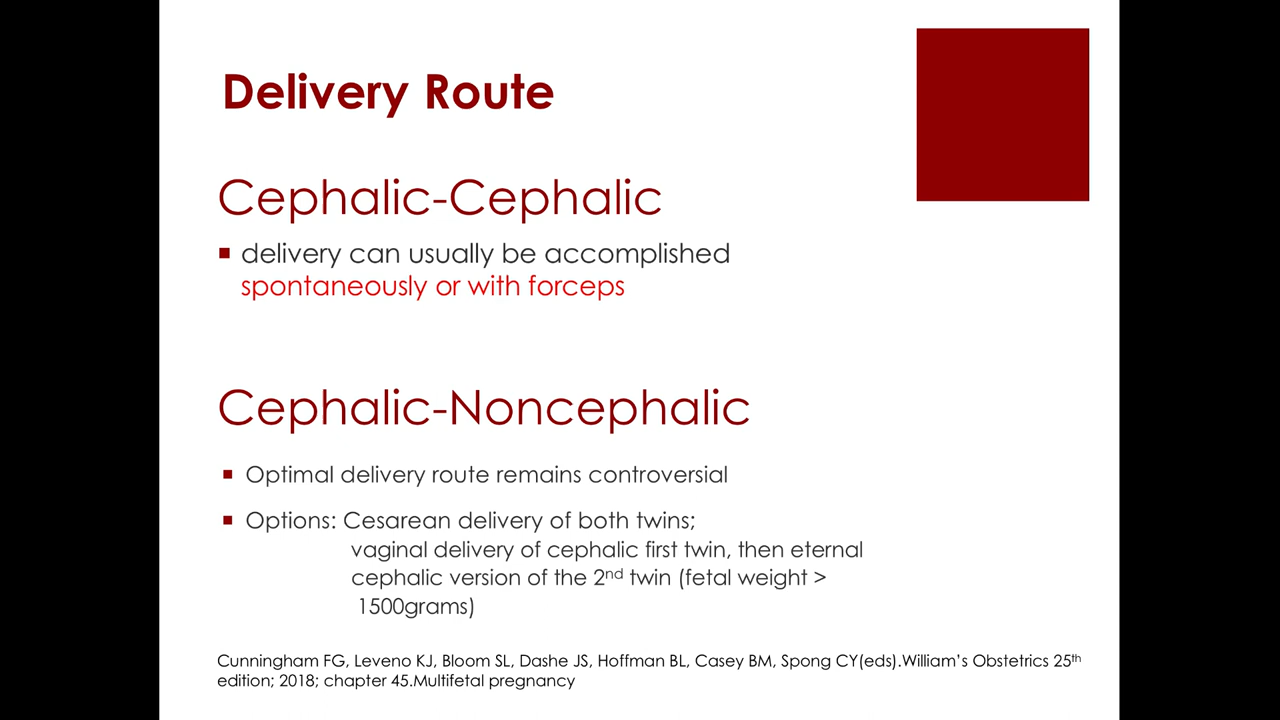 Delivery Route
Cephalic-Cephalic
▪ delivery can usually be accomplished
spontaneously or with forceps
Cephalic-Noncephalic
▪ Optimal delivery route remains controversial
▪ Options: Cesarean delivery of both twins;
vaginal delivery of cephalic first twin, then eternal
cephalic version of the 2nd twin (fetal weight >
1500grams)
Cunningham FG, Leveno KJ, Bloom SL, Dashe JS, Hoffman BL, Casey BM, Spong CY(eds).William’s Obstetrics 25th
edition; 2018; chapter 45.Multifetal pregnancy